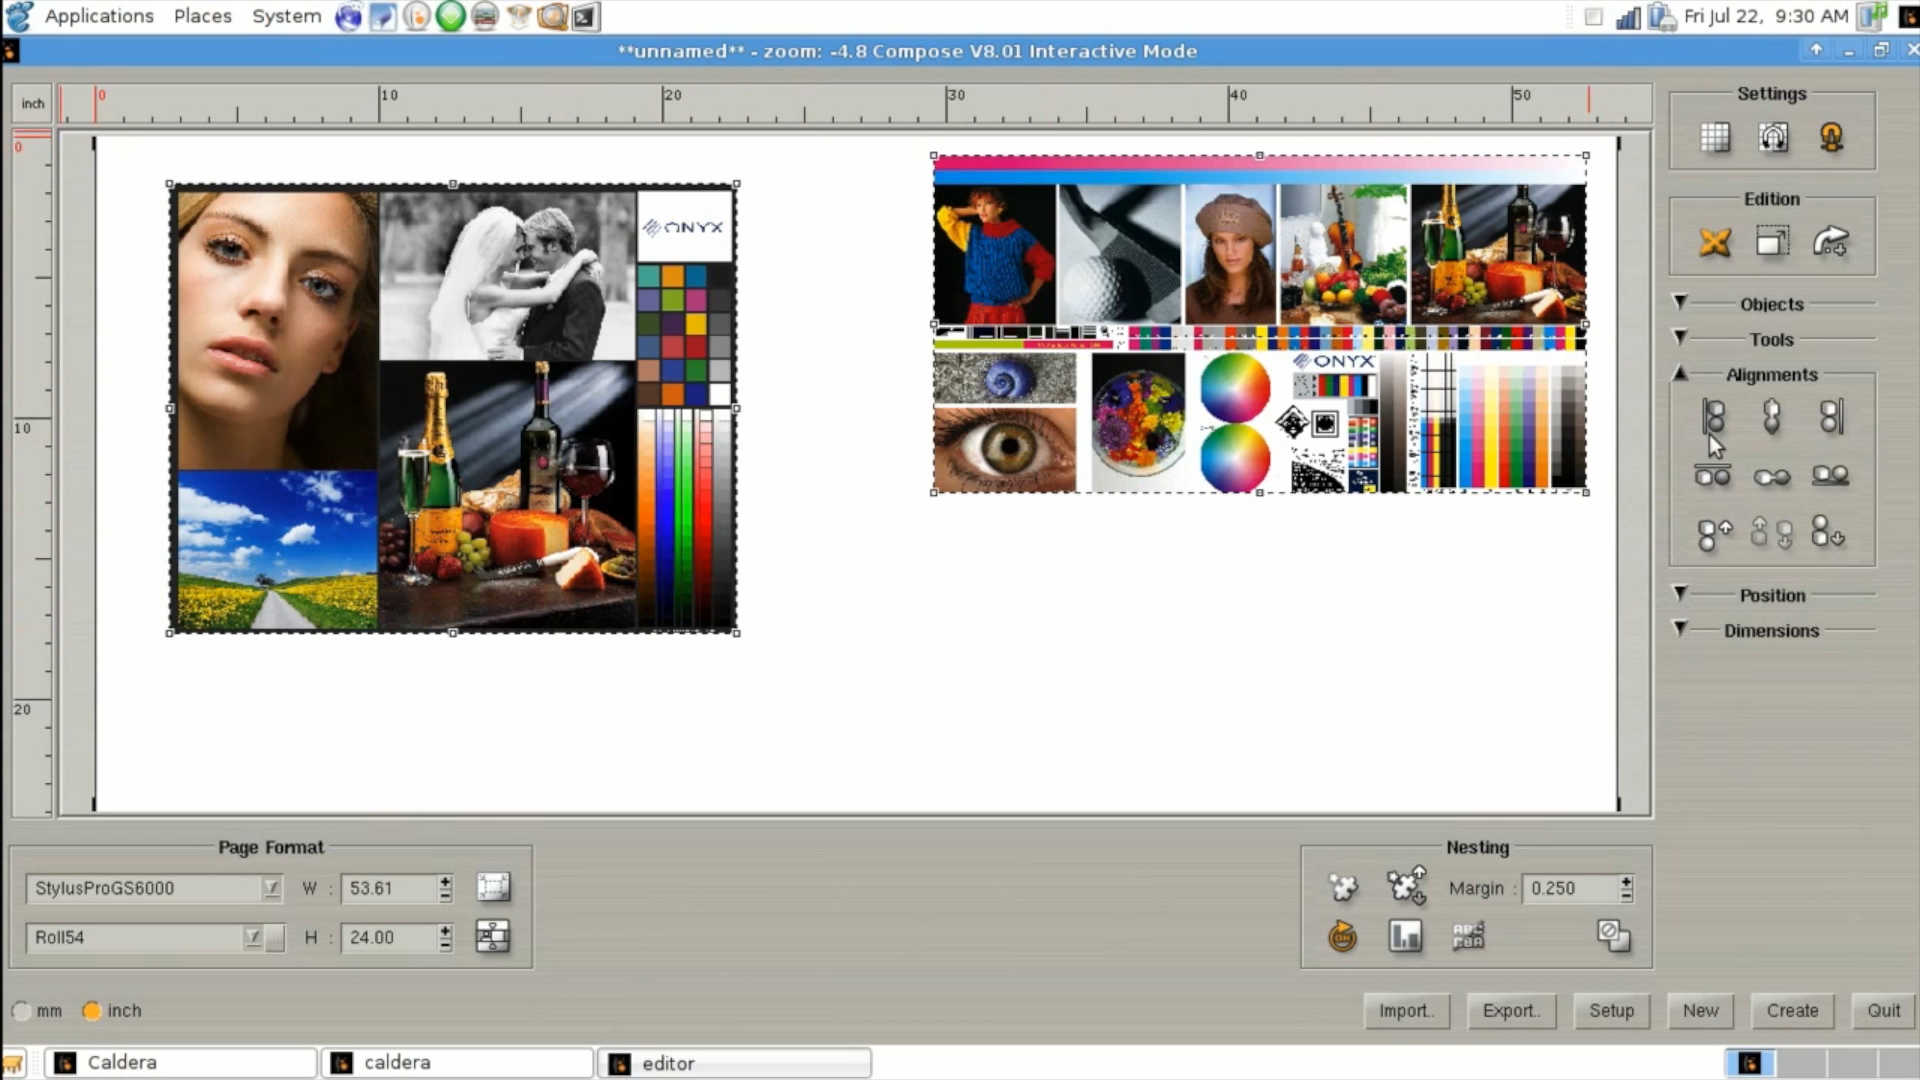 Applications Places System Fri Jul 22, 9:30 AM
**unnamed** - zoom: -4.8 Compose V8.01 Interactive Mode
inch 0 10 20 30 40 50
0
10
20
ONYX
ONYX
Settings
Edition
Objects
Tools
Alignments
Position
Dimensions
Page Format
StylusProGS6000 W : 53.61
Roll54 H : 24.00
Nesting
Margin : 0.250
mm inch
Import.. Export.. Setup New Create Quit
Caldera caldera editor